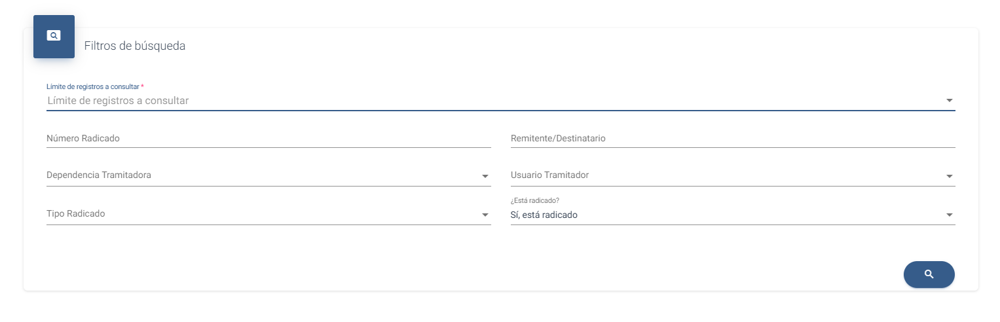 Filtros de búsqueda
Límite de registros a consultar *
Límite de registros a consultar
Número Radicado
Remitente/Destinatario
Dependencia Tramitadora
Usuario Tramitador
Tipo Radicado
¿Está radicado?
Sí, está radicado